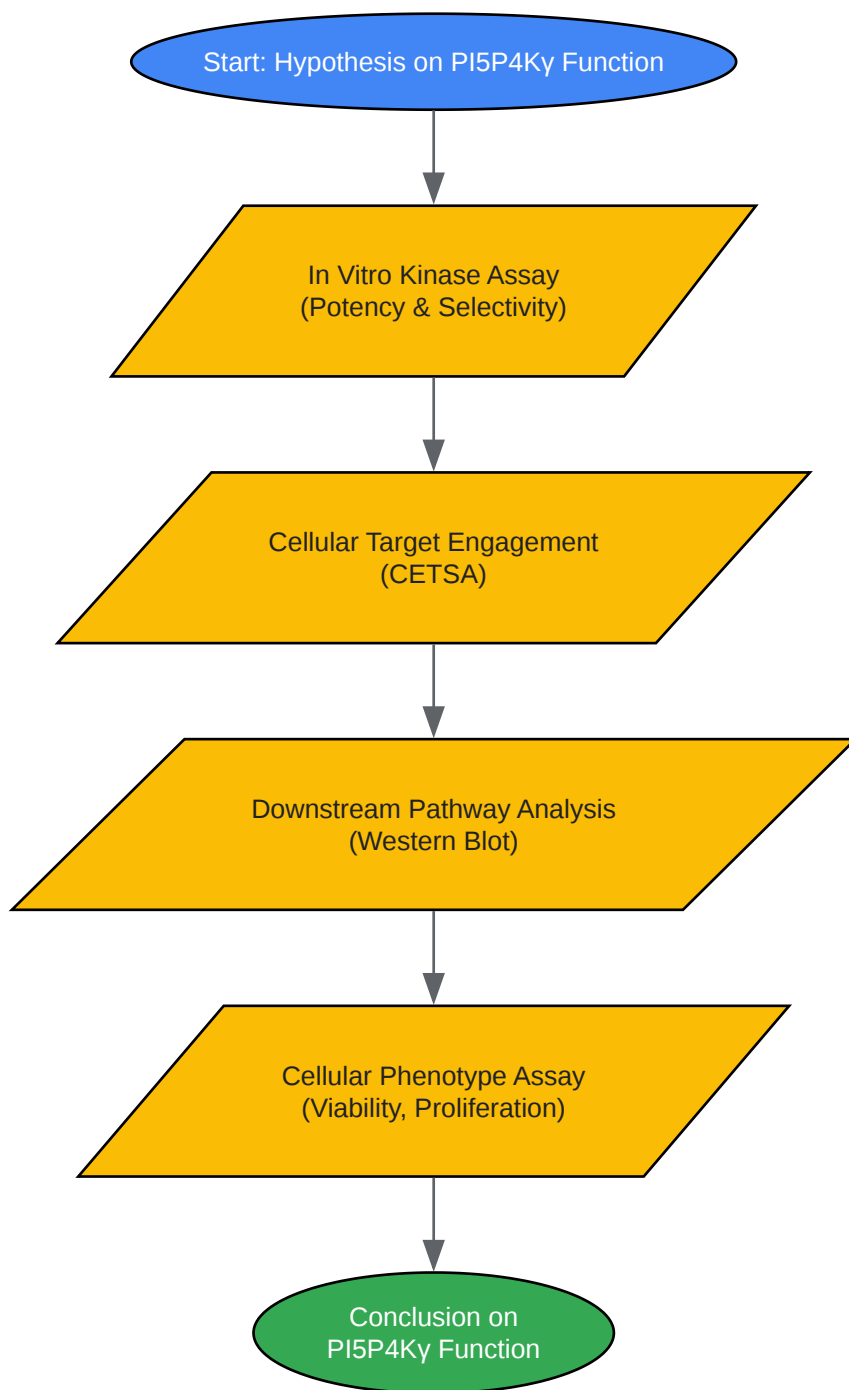 Start: Hypothesis on PI5P4Kγ Function
In Vitro Kinase Assay
(Potency & Selectivity)
Cellular Target Engagement
(CETSA)
Downstream Pathway Analysis
(Western Blot)
Cellular Phenotype Assay
(Viability, Proliferation)
Conclusion on
PI5P4Kγ Function